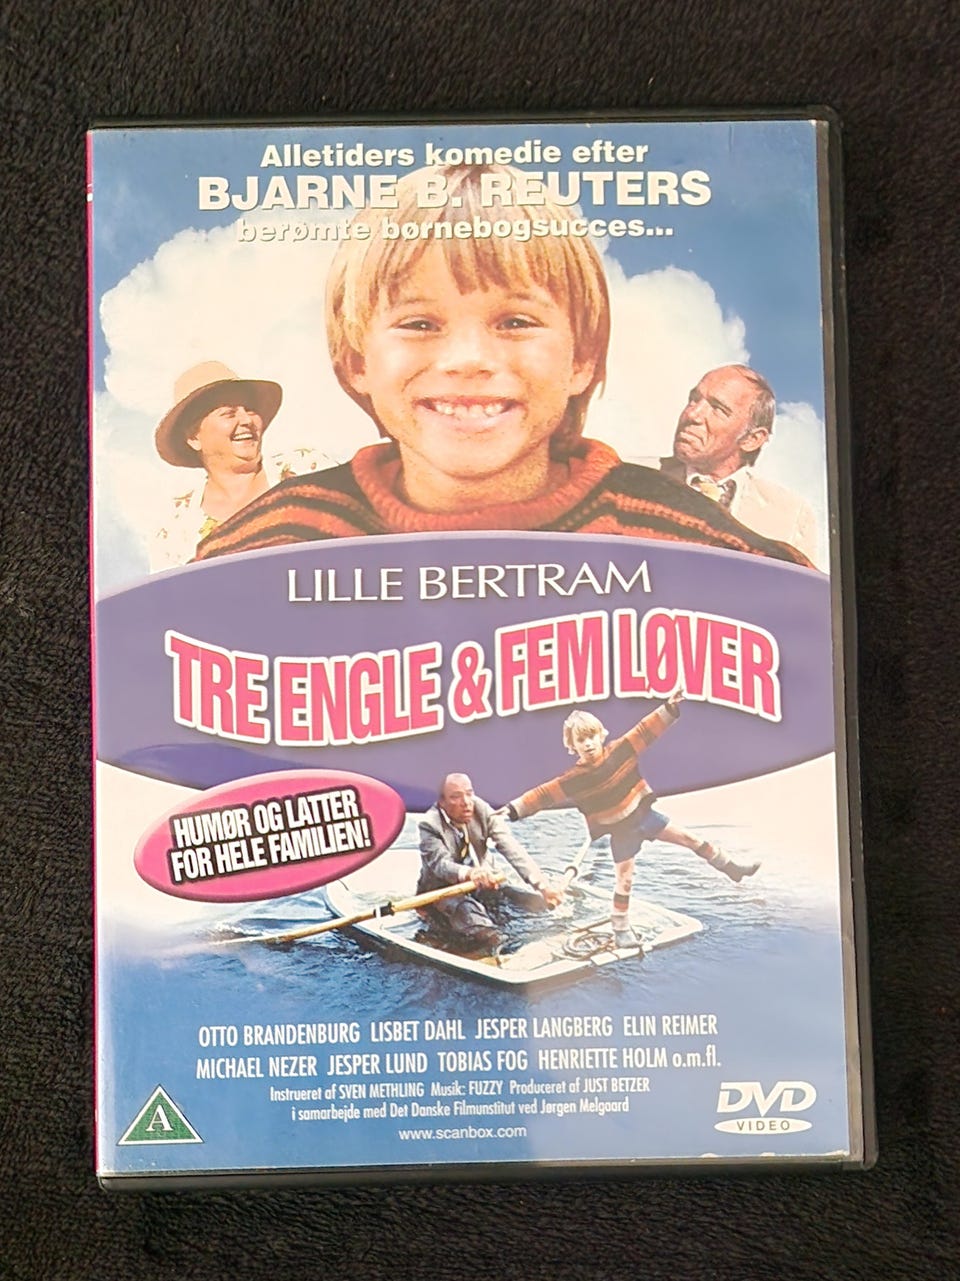 Alletiders komedie efter
BJARNE B. REUTERS
berømte børnebogsucces...
LILLE BERTRAM
TRE ENGLE & FEM LØVER
HUMØR OG LATTER
FOR HELE FAMILIEN!
OTTO BRANDENBURG LISBET DAHL JESPER LANGBERG ELIN REIMER
MICHAEL NEZER JESPER LUND TOBIAS FOG HENRIETTE HOLM o.m.fl.
Instrueret af SVEN METHLING Musik: FUZZY Produceret af JUST BETZER
i samarbejde med Det Danske Filmunstitut ved Jørgen Melgaard
www.scanbox.com
A
DVD
VIDEO